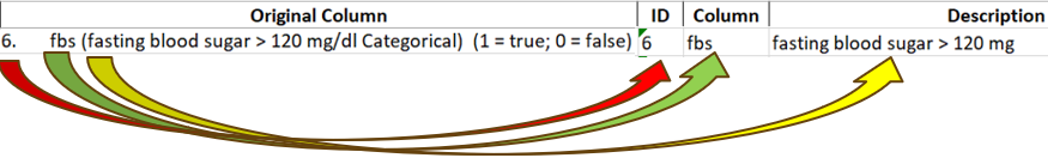 Original Column ID Column Description
6. fbs (fasting blood sugar > 120 mg/dl Categorical) (1 = true; 0 = false) 6 fbs fasting blood sugar > 120 mg